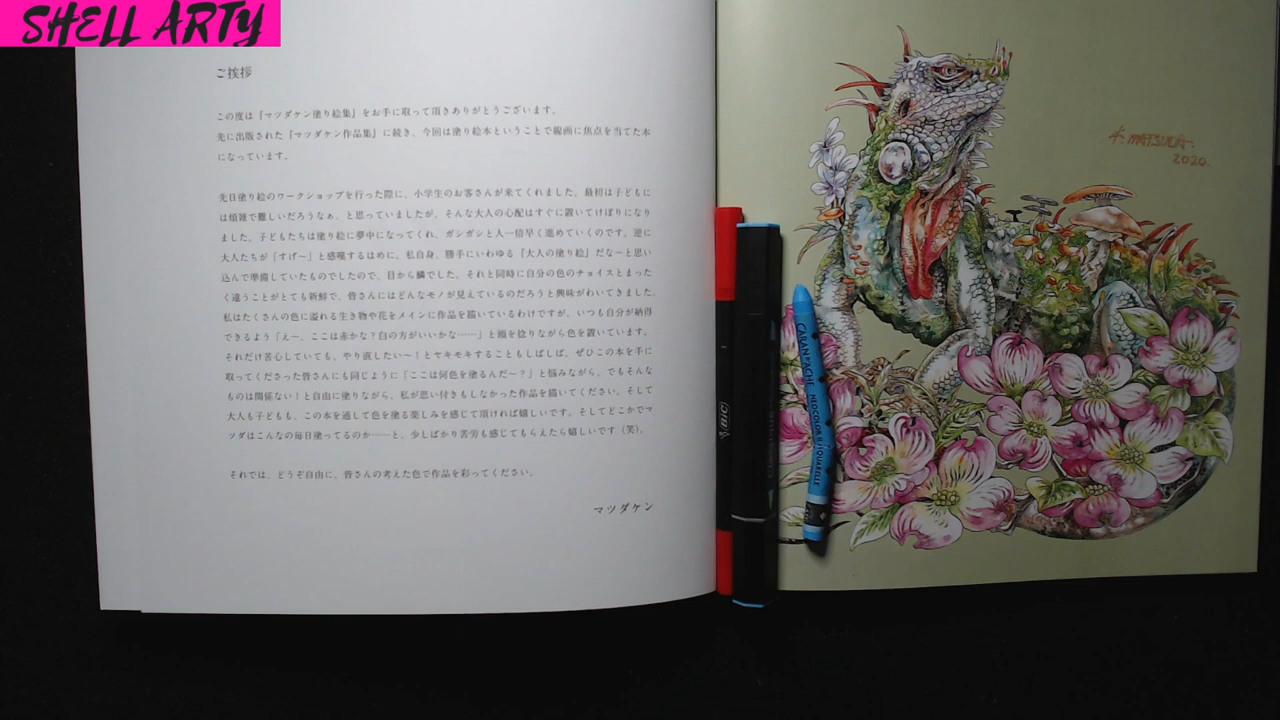 SHELL ARTY
ご挨拶
この度は『マツダケン塗り絵集』をお手に取って頂きありがとうございます。
先に出版された『マツダケン作品集』に続き、今回は塗り絵本ということで線画に焦点を当てた本
になっています。
先日塗り絵のワークショップを行った際に、小学生のお客さんが来てくれました。最初は子どもに
は煩雑で難しいだろうなぁ、と思っていましたが、そんな大人の心配はすぐに置いてけぼりになり
ました。子どもたちは塗り絵に夢中になってくれ、ガシガシと人一倍早く進めていくのです。逆に
大人たちが「すげ〜」と感嘆するはめに。私自身、勝手にいわゆる『大人の塗り絵』だな〜と思い
込んで準備していたものでしたので、目から鱗でした。それと同時に自分の色のチョイスとまった
く違うことがとても新鮮で、皆さんにはどんなモノが見えているのだろうと興味がわいてきました。
私はたくさんの色に溢れる生き物や花をメインに作品を描いているわけですが、いつも自分が納得
できるよう「えー、ここは赤かな？白の方がいいかな……」と頭を捻りながら色を置いています。
それだけ苦心していても、やり直したい〜！とヤキモキすることもしばしば。ぜひこの本を手に
取ってくださった皆さんにも同じように「ここは何色を塗るんだー？」と悩みながら、でもそんな
ものは関係ない！と自由に塗りながら、私が思い付きもしなかった作品を描いてください。そして
大人も子どもも、この本を通して色を塗る楽しみを感じて頂ければ嬉しいです。そしてどこかでマ
ツダはこんなの毎日塗ってるのか……と、少しばかり苦労も感じてもらえたら嬉しいです（笑）。
それでは、どうぞ自由に、皆さんの考えた色で作品を彩ってください。
マツダケン
K. MATSUDA.
2020.
BIC
CARAN D'ACHE NEOCOLOR II AQUARELLE